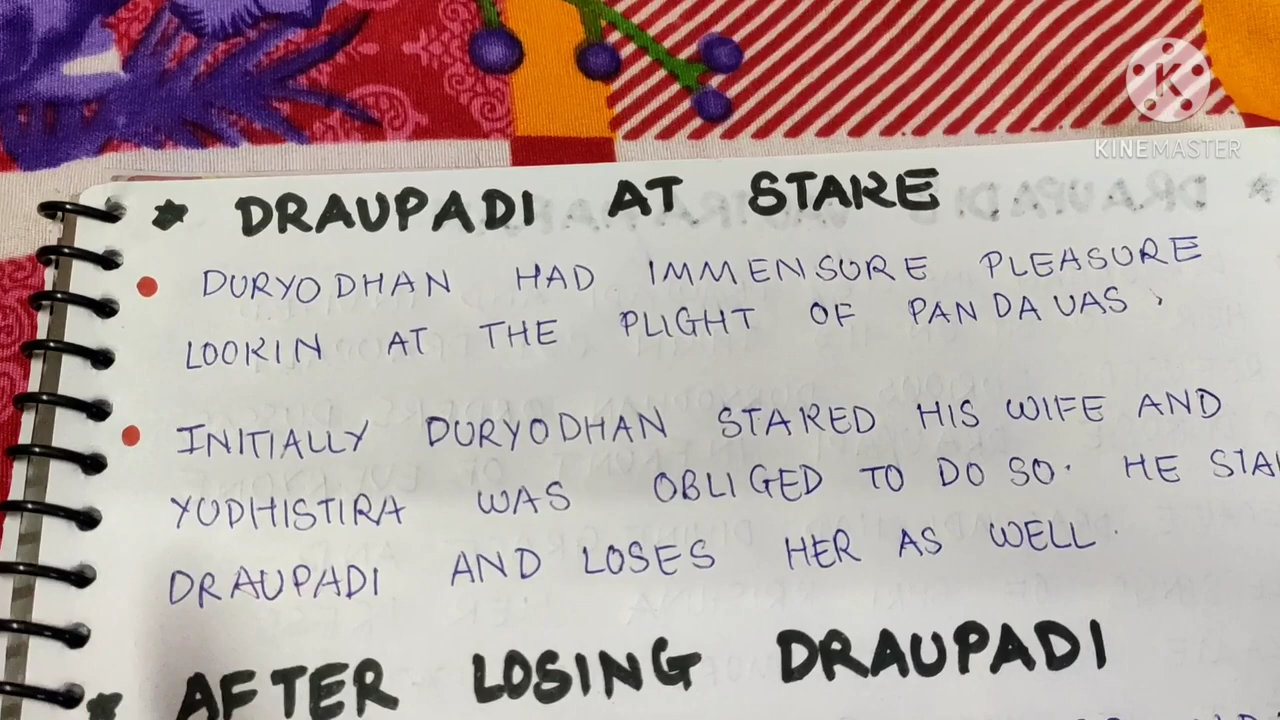 KINEMASTER
★ DRAUPADI AT STAKE
• DURYODHAN HAD IMMENSURE PLEASURE
LOOKIN AT THE PLIGHT OF PANDAVAS,
• INITIALLY DURYODHAN STAKED HIS WIFE AND
YUDHISTIRA WAS OBLIGED TO DO SO. HE STA
DRAUPADI AND LOSES HER AS WELL.
★ AFTER LOSING DRAUPADI